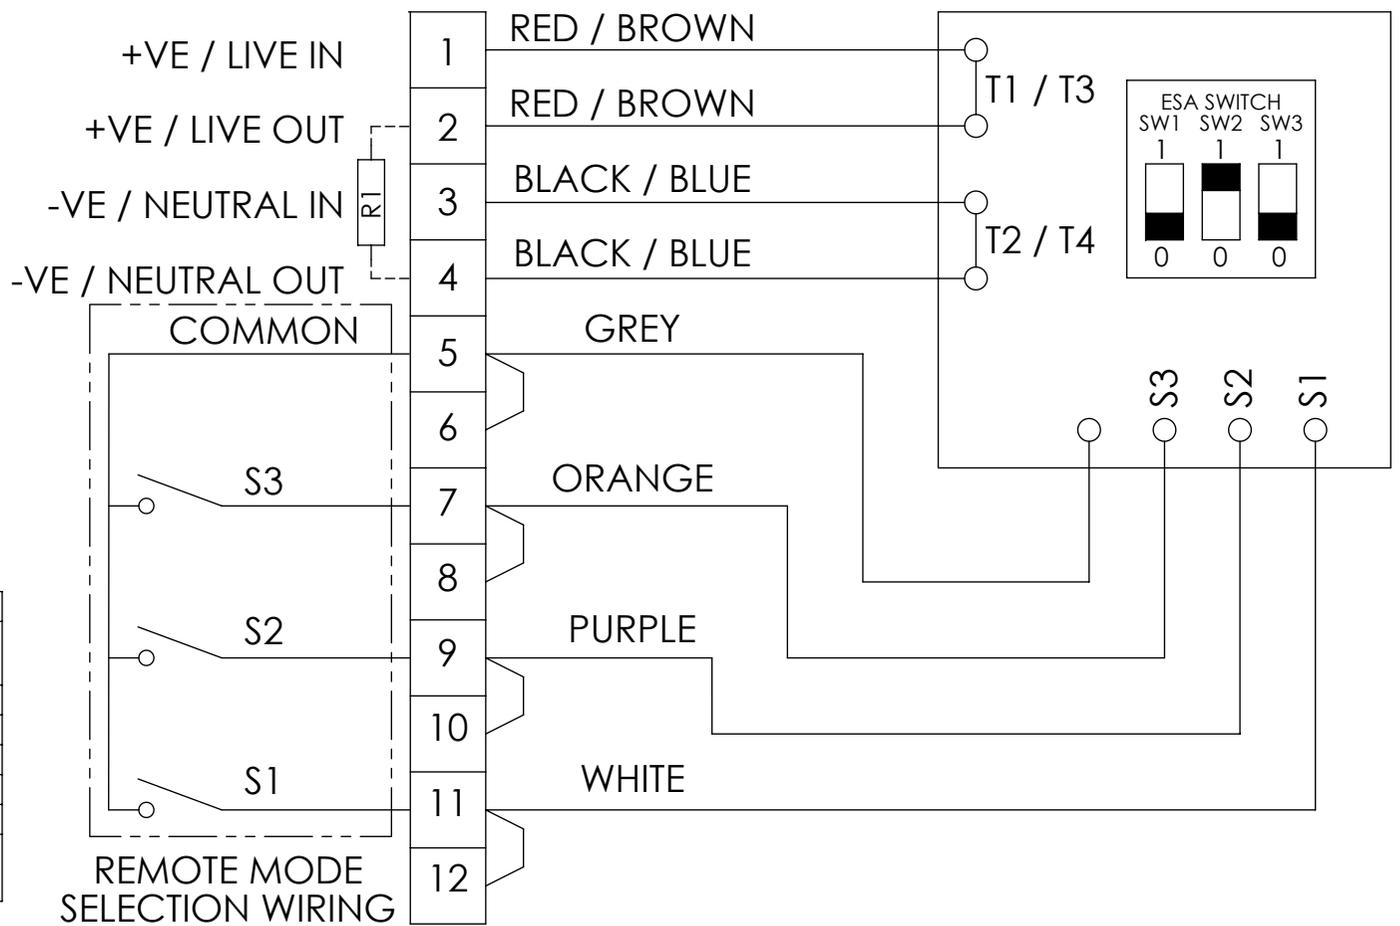 +VE / LIVE IN
1
RED / BROWN
+VE / LIVE OUT
2
RED / BROWN
T1 / T3
-VE / NEUTRAL IN
R1
3
BLACK / BLUE
-VE / NEUTRAL OUT
4
BLACK / BLUE
T2 / T4
ESA SWITCH
SW1 SW2 SW3
1 1 1
0 0 0
COMMON
5
GREY
6
S3
7
ORANGE
8
S2
9
PURPLE
10
S1
11
WHITE
12
S3 S2 S1
REMOTE MODE
SELECTION WIRING